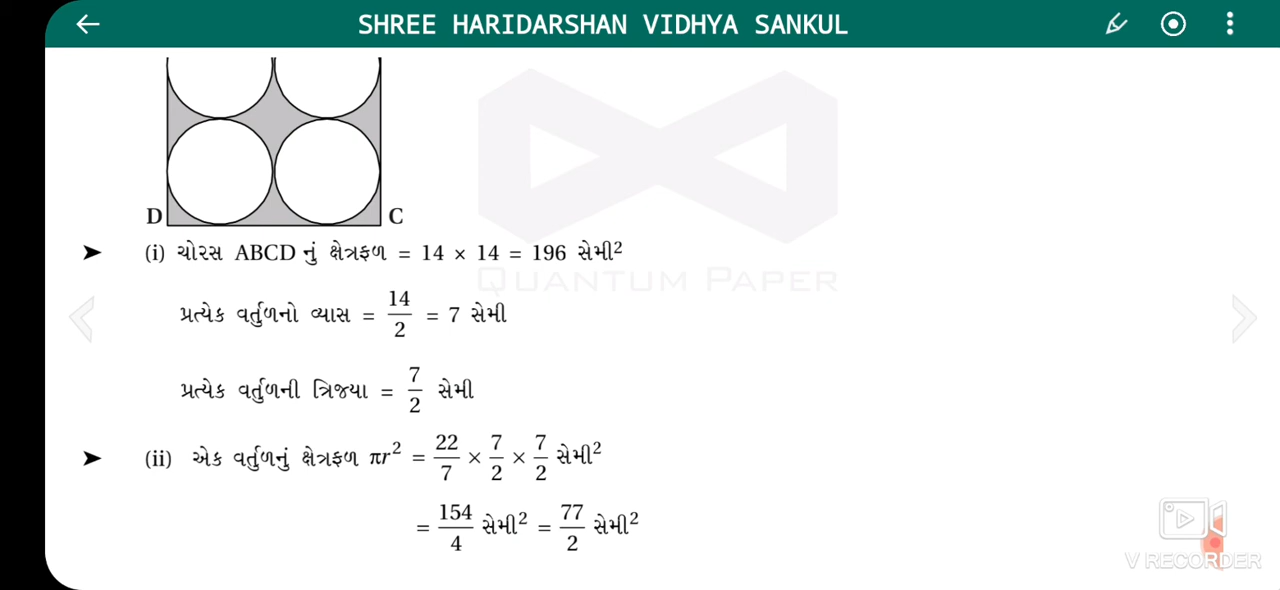 SHREE HARIDARSHAN VIDHYA SANKUL
D C
➤ (i) ચોરસ ABCD નું ક્ષેત્રફળ = 14 × 14 = 196 સેમી²
QUANTUM PAPER
પ્રત્યેક વર્તુળનો વ્યાસ = 14/2 = 7 સેમી
પ્રત્યેક વર્તુળની ત્રિજ્યા = 7/2 સેમી
➤ (ii) એક વર્તુળનું ક્ષેત્રફળ πr² = 22/7 × 7/2 × 7/2 સેમી²
= 154/4 સેમી² = 77/2 સેમી²
V RECORDER